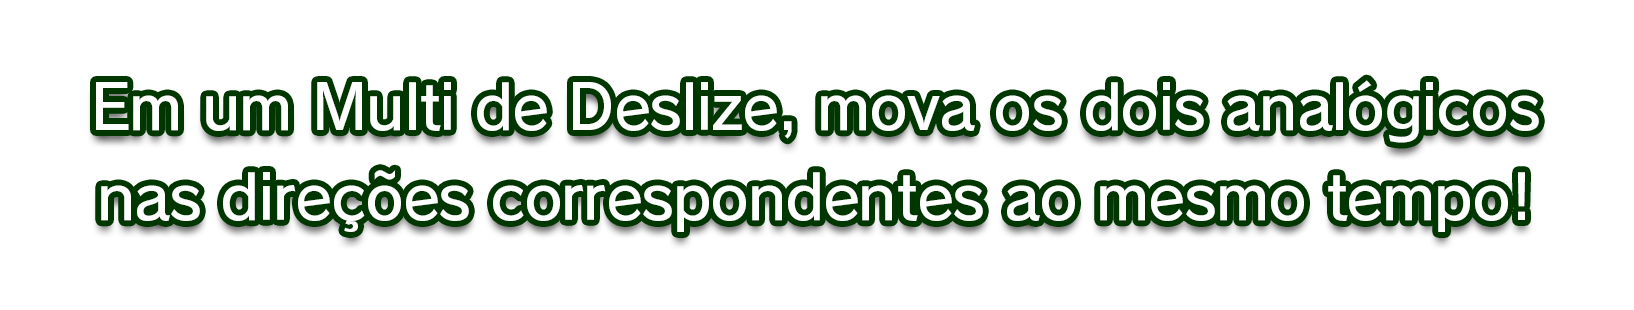 Em um Multi de Deslize, mova os dois analógicos
nas direções correspondentes ao mesmo tempo!